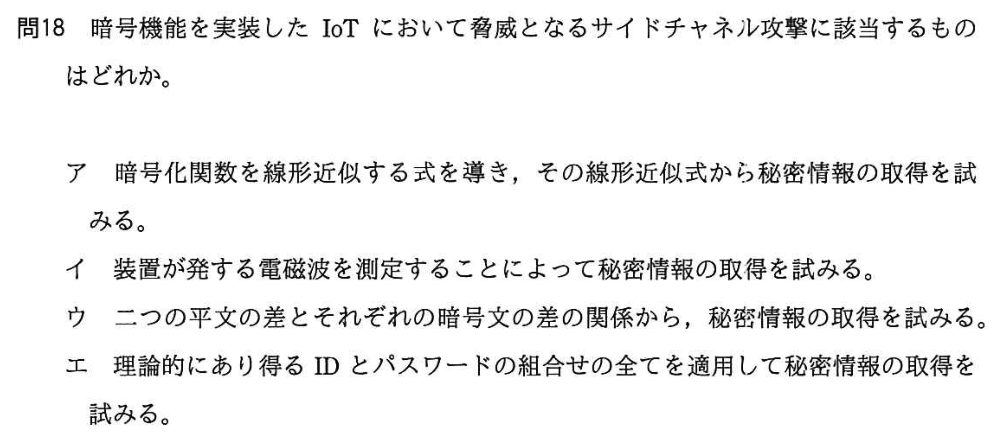 問18 暗号機能を実装した IoT において脅威となるサイドチャネル攻撃に該当するもの
はどれか。
ア 暗号化関数を線形近似する式を導き，その線形近似式から秘密情報の取得を試
みる。
イ 装置が発する電磁波を測定することによって秘密情報の取得を試みる。
ウ 二つの平文の差とそれぞれの暗号文の差の関係から，秘密情報の取得を試みる。
エ 理論的にあり得る ID とパスワードの組合せの全てを適用して秘密情報の取得を
試みる。